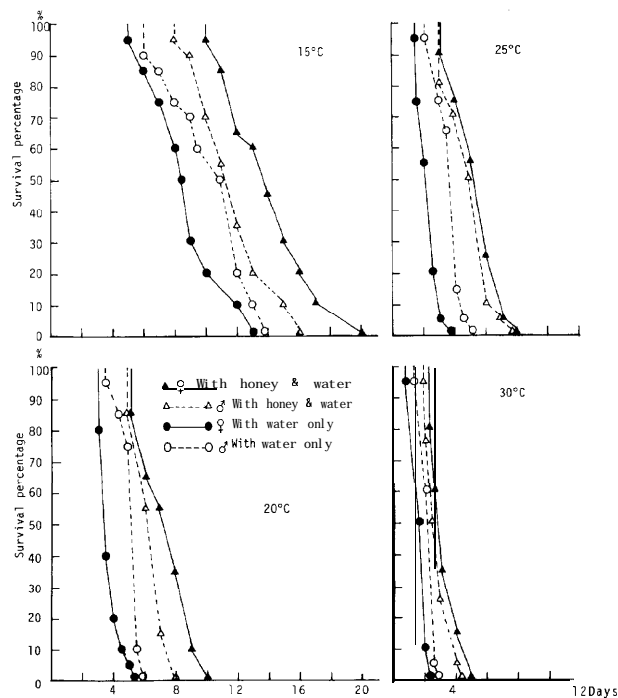 %
100
90
80
70
60
50
40
30
20
10
0
Survival percentage
15°C
25°C
%
100
90
80
70
60
50
40
30
20
10
0
Survival percentage
♀ With honey & water
♂ With honey & water
♀ With water only
♂ With water only
20°C
30°C
4 8 12 16 20
4 12Days